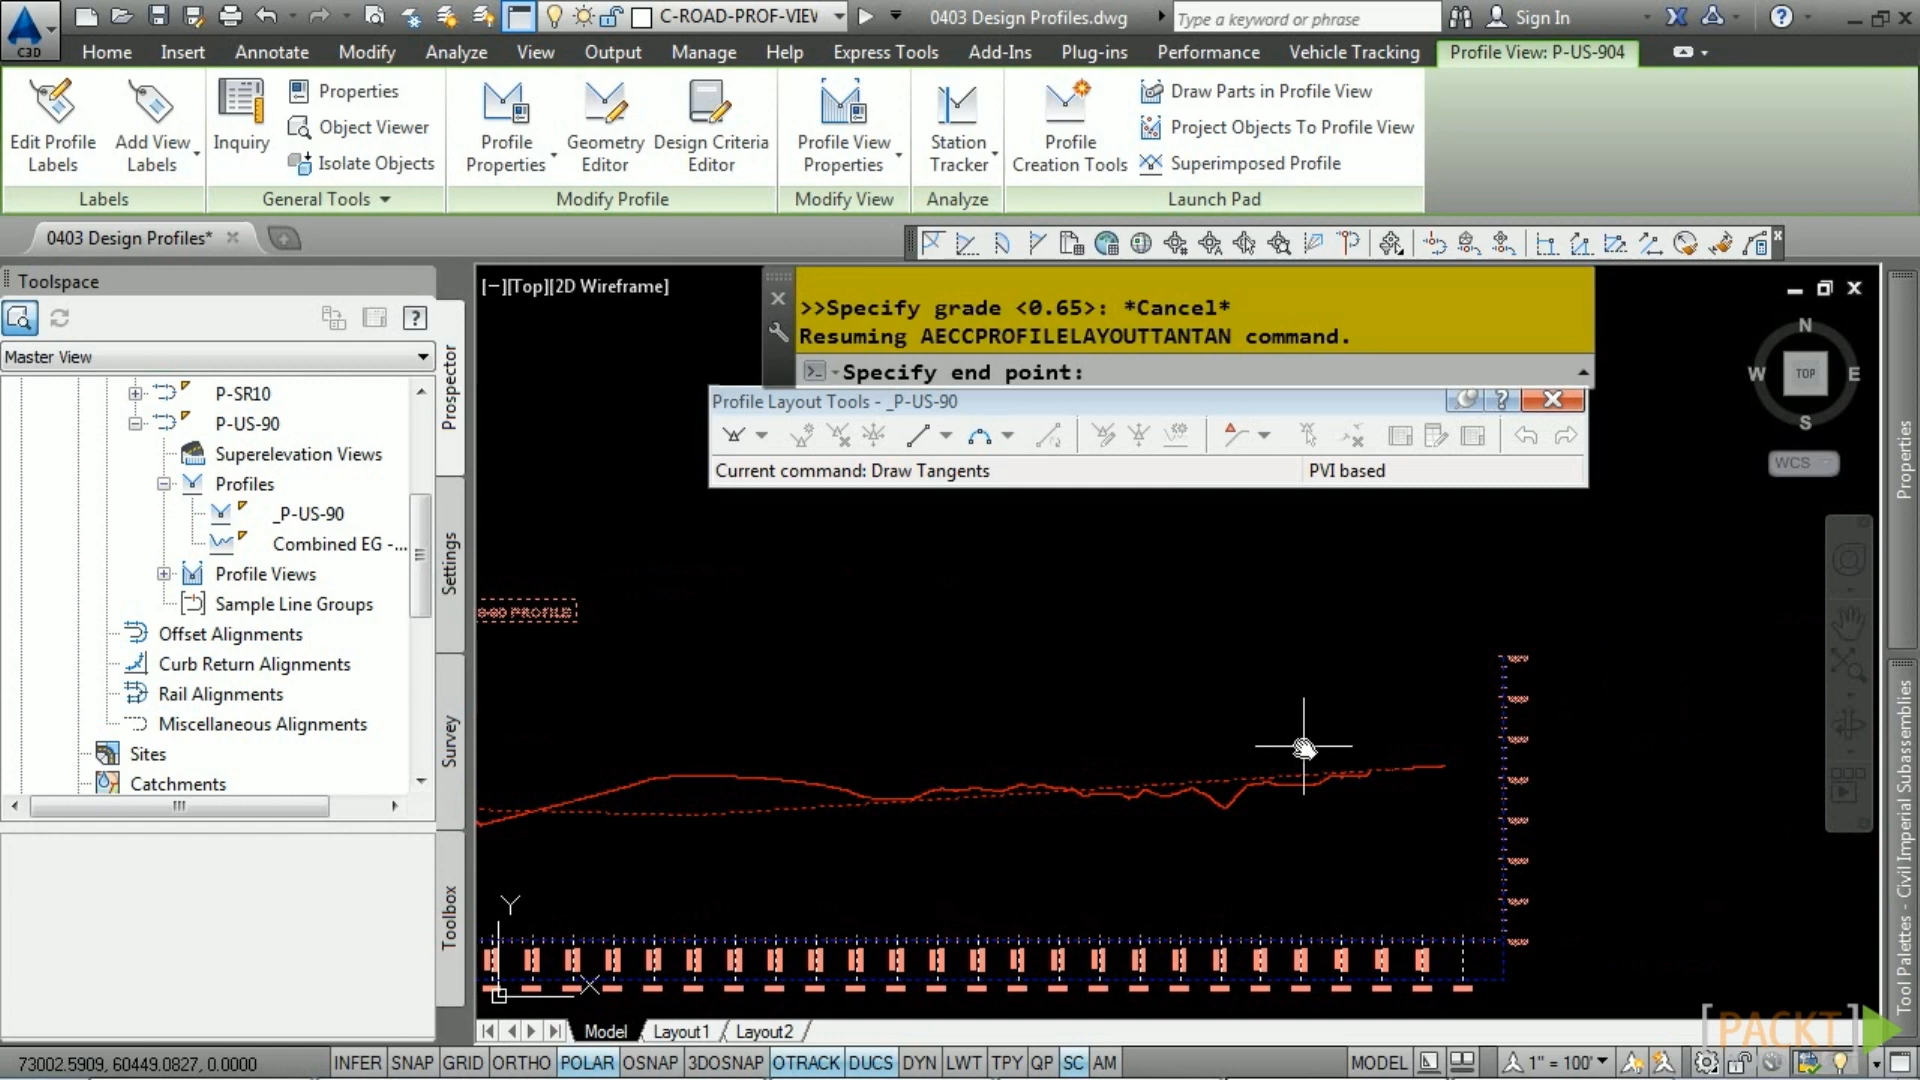 C3D
C-ROAD-PROF-VIEW
0403 Design Profiles.dwg
Type a keyword or phrase
Sign In
Home Insert Annotate Modify Analyze View Output Manage Help Express Tools Add-Ins Plug-ins Performance Vehicle Tracking Profile View: P-US-904
Edit Profile Labels
Add View Labels
Inquiry
Properties
Object Viewer
Isolate Objects
Profile Properties
Geometry Editor
Design Criteria Editor
Profile View Properties
Station Tracker
Profile Creation Tools
Draw Parts in Profile View
Project Objects To Profile View
Superimposed Profile
Labels
General Tools
Modify Profile
Modify View
Analyze
Launch Pad
0403 Design Profiles*
Toolspace
Master View
P-SR10
P-US-90
Superelevation Views
Profiles
_P-US-90
Combined EG -...
Profile Views
Sample Line Groups
Offset Alignments
Curb Return Alignments
Rail Alignments
Miscellaneous Alignments
Sites
Catchments
Prospector
Settings
Survey
Toolbox
[−][Top][2D Wireframe]
>>Specify grade <0.65>: *Cancel*
Resuming AECCPROFILELAYOUTTANTAN command.
Specify end point:
Profile Layout Tools - _P-US-90
Current command: Draw Tangents
PVI based
N
W TOP E
S
WCS
PROFILE
Y
X
Properties
Tool Palettes - Civil Imperial Subassemblies
Model Layout1 Layout2
[PACKT]
73002.5909, 60449.0827, 0.0000
INFER SNAP GRID ORTHO POLAR OSNAP 3DOSNAP OTRACK DUCS DYN LWT TPY QP SC AM
MODEL
1" = 100'